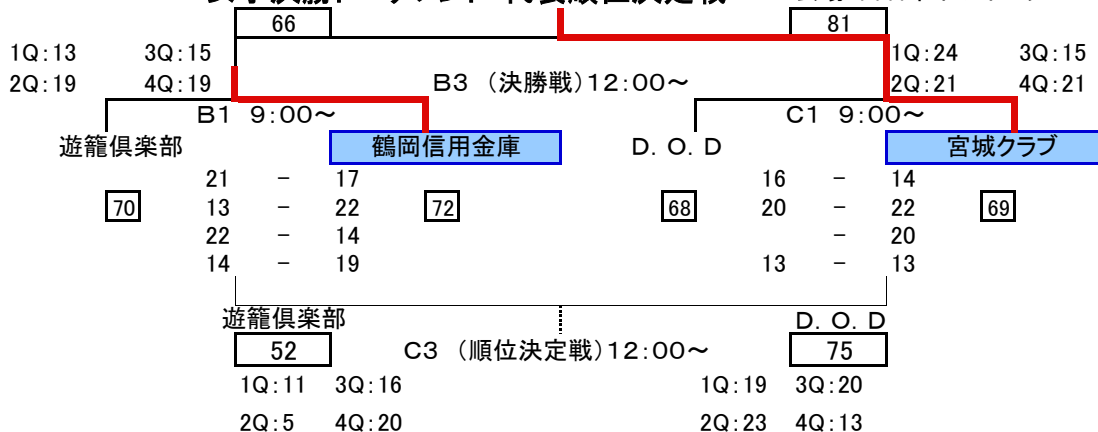 66 81
1Q:13 3Q:15 1Q:24 3Q:15
2Q:19 4Q:19 B3 (決勝戦)12:00～ 2Q:21 4Q:21
B1 9:00～ C1 9:00～
遊籠倶楽部 鶴岡信用金庫 D.O.D 宮城クラブ
21 － 17 16 － 14
70 13 － 22 72 68 20 － 22 69
22 － 14 － 20
14 － 19 13 － 13
遊籠倶楽部 D.O.D
52 C3 (順位決定戦)12:00～ 75
1Q:11 3Q:16 1Q:19 3Q:20
2Q:5 4Q:20 2Q:23 4Q:13